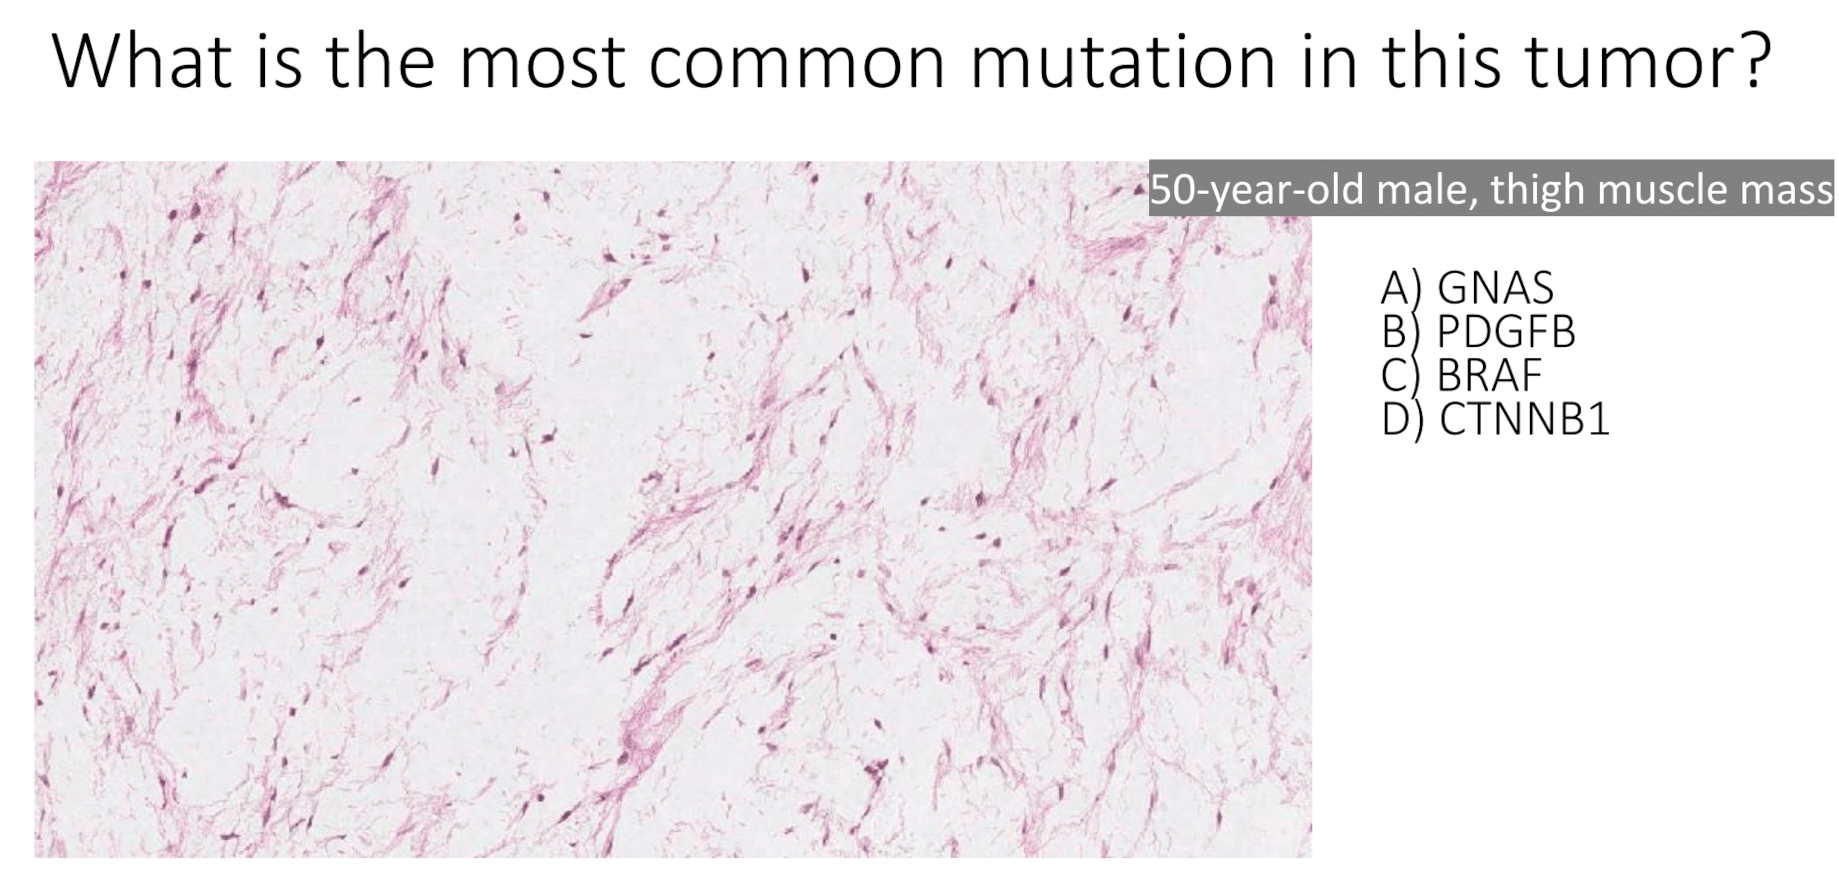 What is the most common mutation in this tumor?
50-year-old male, thigh muscle mass
A) GNAS
B) PDGFB
C) BRAF
D) CTNNB1